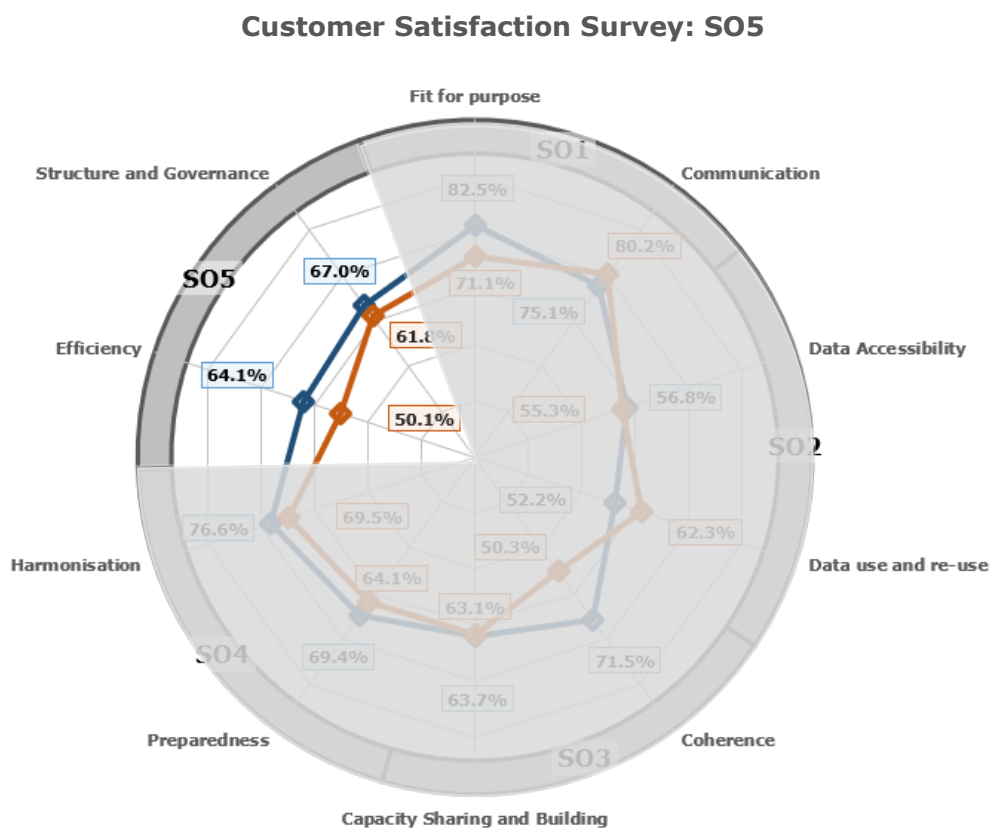 Customer Satisfaction Survey: SO5
Fit for purpose
SO1
Structure and Governance
Communication
82.5%
80.2%
67.0%
71.1%
SO5
75.1%
61.8%
Efficiency
Data Accessibility
64.1%
56.8%
50.1%
55.3%
SO2
52.2%
69.5%
76.6%
62.3%
50.3%
Harmonisation
Data use and re-use
64.1%
63.1%
SO4
69.4%
71.5%
63.7%
Preparedness
Coherence
SO3
Capacity Sharing and Building